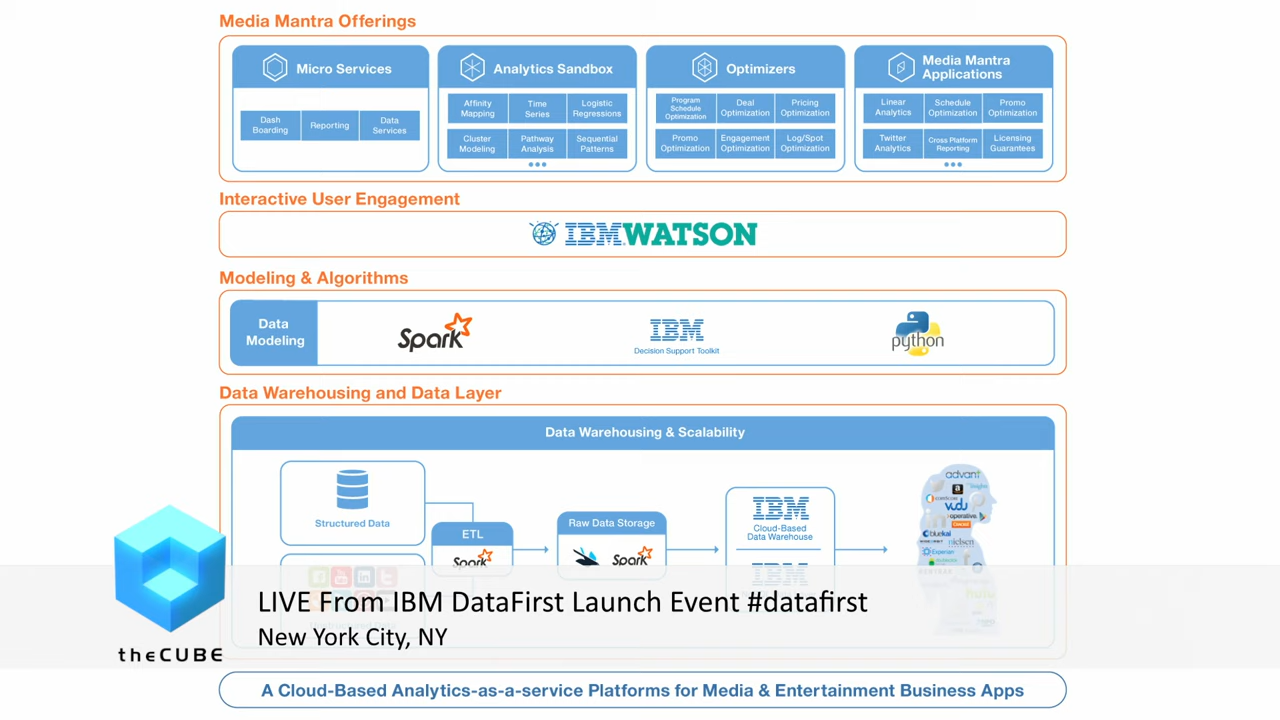 Media Mantra Offerings
Micro Services
Dash
Boarding
Reporting
Data
Services
Analytics Sandbox
Affinity
Mapping
Time
Series
Logistic
Regressions
Cluster
Modeling
Pathway
Analysis
Sequential
Patterns
Optimizers
Program
Schedule
Optimization
Deal
Optimization
Pricing
Optimization
Promo
Optimization
Engagement
Optimization
Log/Spot
Optimization
Media Mantra
Applications
Linear
Analytics
Schedule
Optimization
Promo
Optimization
Twitter
Analytics
Cross Platform
Reporting
Licensing
Guarantees
Interactive User Engagement
IBM WATSON
Modeling & Algorithms
Data
Modeling
Spark
IBM
Decision Support Toolkit
python
Data Warehousing and Data Layer
Data Warehousing & Scalability
Structured Data
ETL
Spark
Raw Data Storage
Spark
IBM
Cloud-Based
Data Warehouse
IBM
advant
a
comScore
vudu
operative.
bluekai
nielsen
Experian
hulu
theCUBE
LIVE From IBM DataFirst Launch Event #datafirst
New York City, NY
A Cloud-Based Analytics-as-a-service Platforms for Media & Entertainment Business Apps